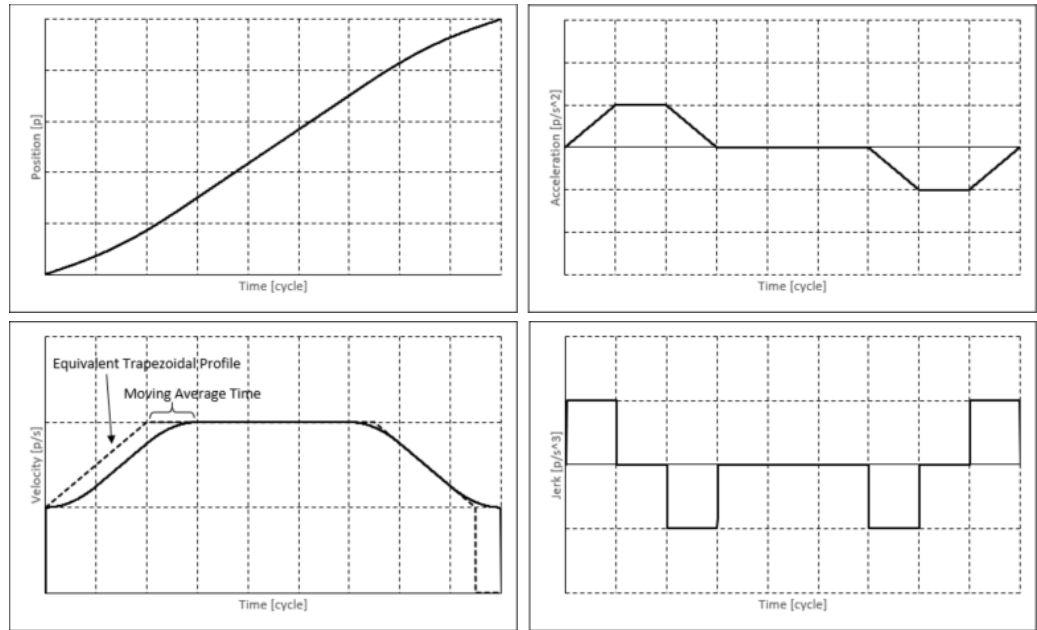 Position [p]
Time [cycle]
Acceleration [p/s^2]
Time [cycle]
Equivalent Trapezoidal Profile
Moving Average Time
Velocity [p/s]
Time [cycle]
Jerk [p/s^3]
Time [cycle]